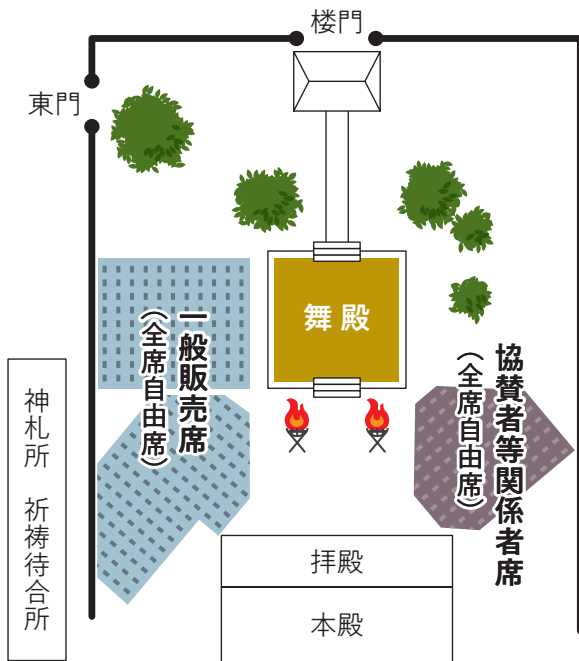 楼門
東門
舞殿
一般販売席
(全席自由席)
協賛者等関係者席
(全席自由席)
神札所 祈祷待合所
拝殿
本殿